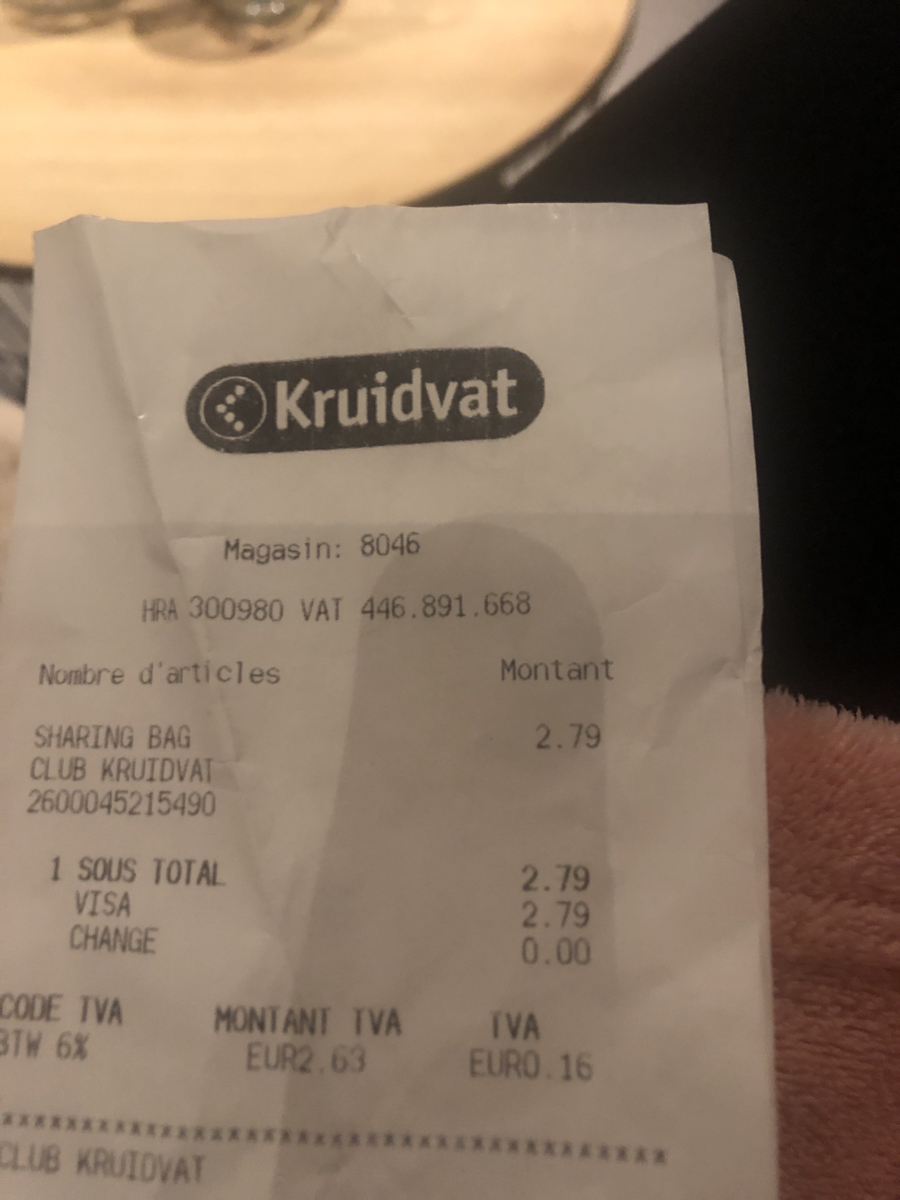 Kruidvat
Magasin: 8046
HRA 300980 VAT 446.891.668
Nombre d'articles Montant
SHARING BAG 2.79
CLUB KRUIDVAT
2600045215490
1 SOUS TOTAL 2.79
VISA 2.79
CHANGE 0.00
CODE TVA MONTANT TVA TVA
BTW 6% EUR2.63 EUR0.16
CLUB KRUIDVAT